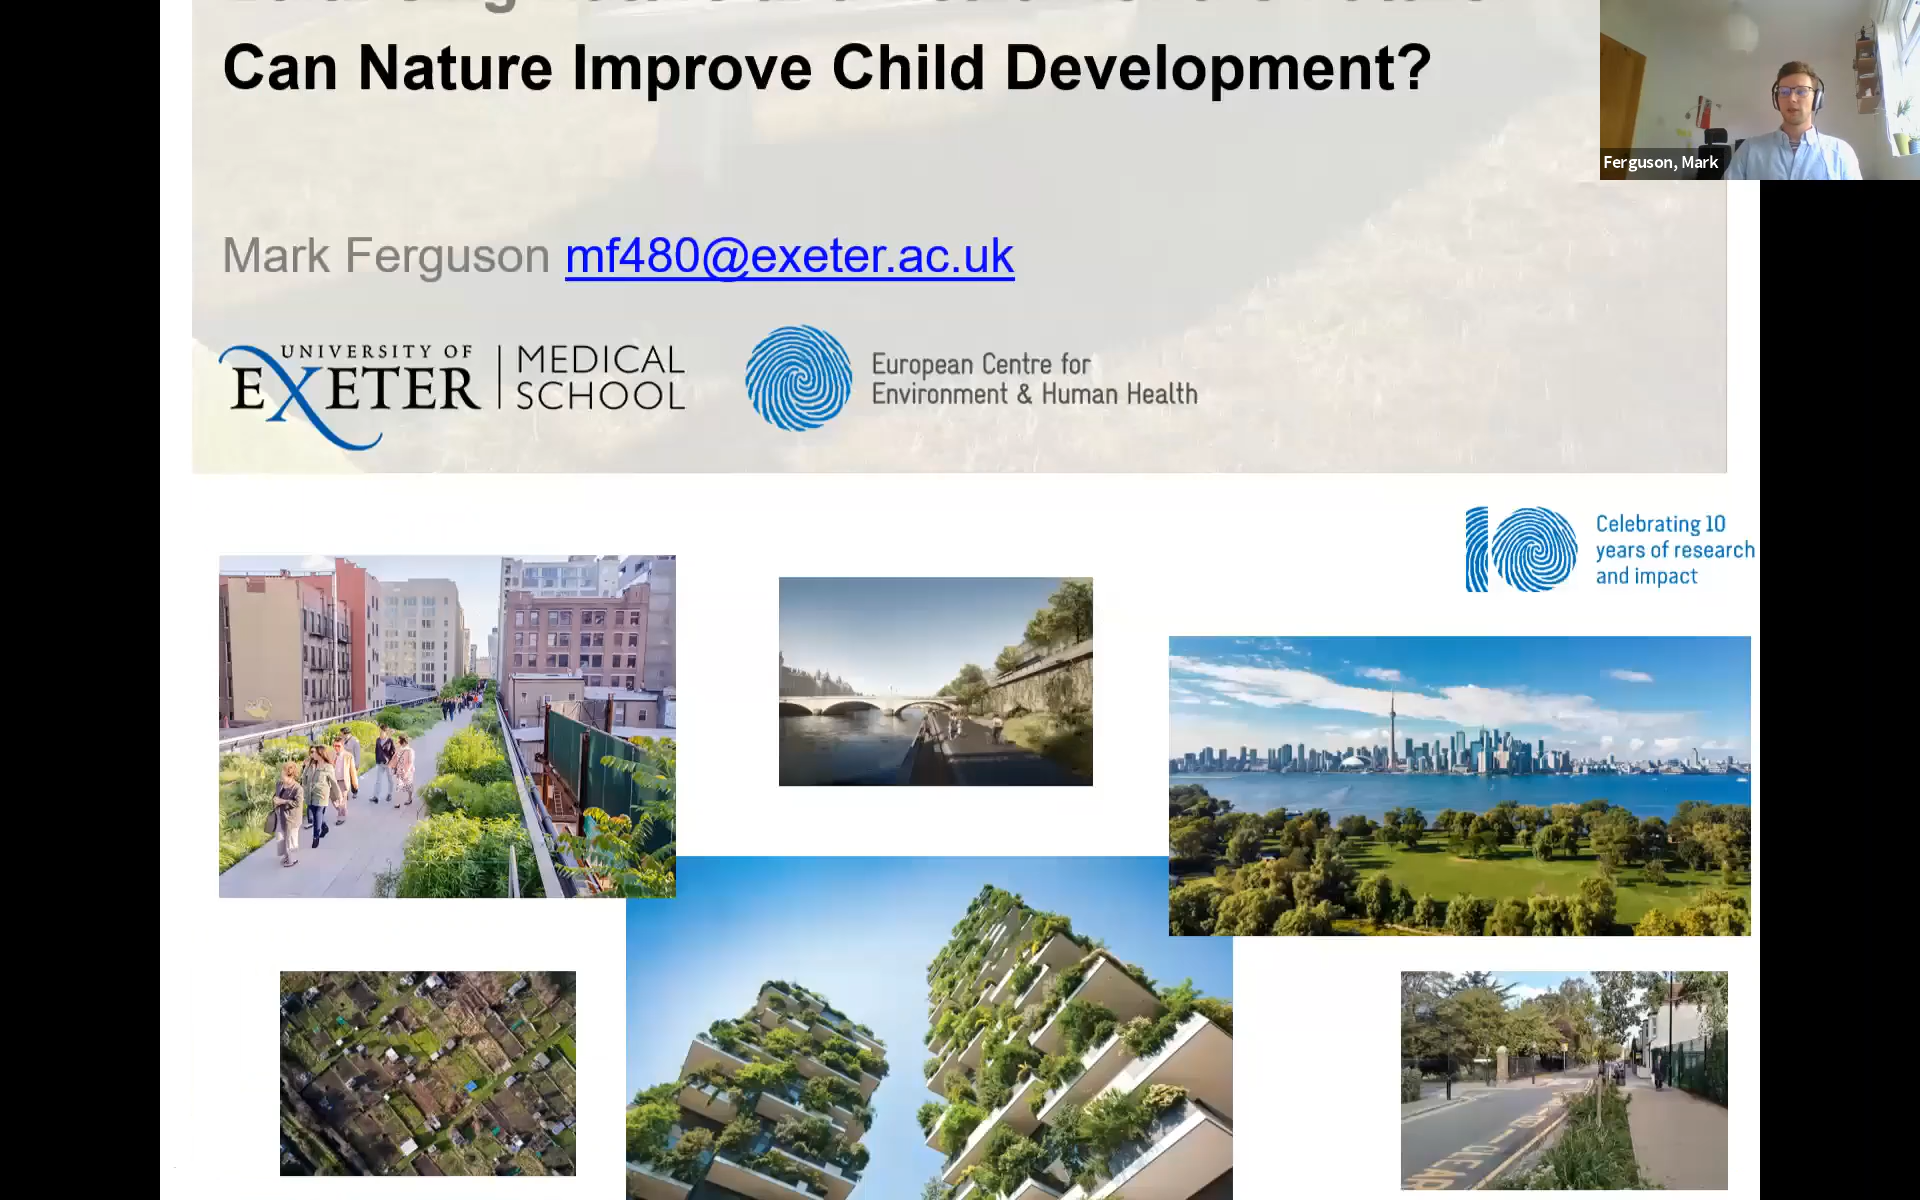 Can Nature Improve Child Development?
Ferguson, Mark
Mark Ferguson mf480@exeter.ac.uk
UNIVERSITY OF EXETER | MEDICAL SCHOOL
European Centre for
Environment & Human Health
10
Celebrating 10
years of research
and impact